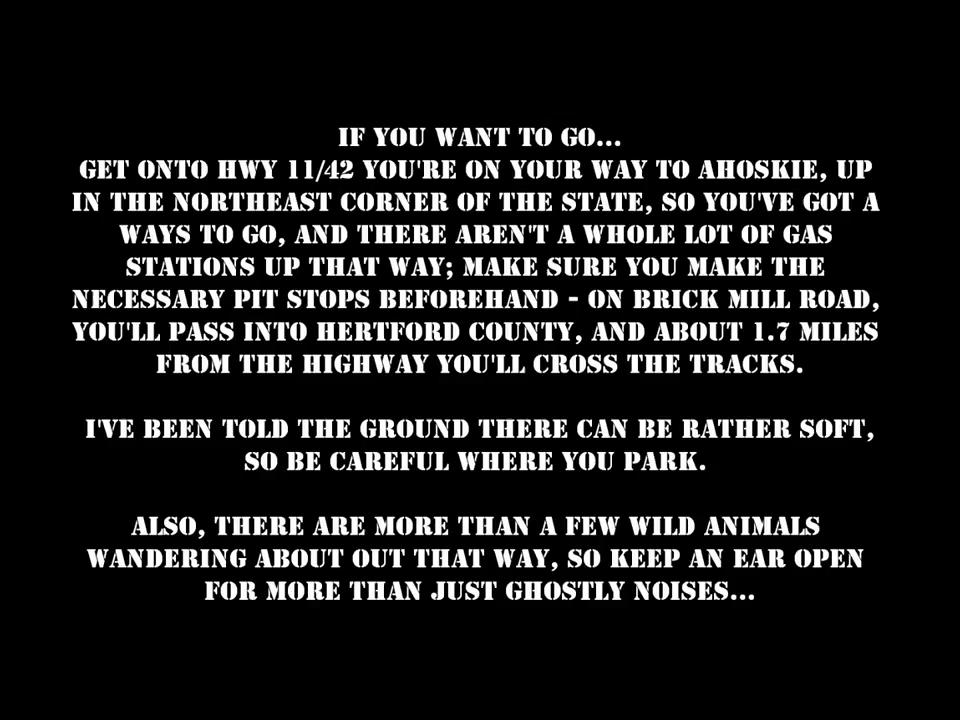 IF YOU WANT TO GO...
GET ONTO HWY 11/42 YOU'RE ON YOUR WAY TO AHOSKIE, UP
IN THE NORTHEAST CORNER OF THE STATE, SO YOU'VE GOT A
WAYS TO GO, AND THERE AREN'T A WHOLE LOT OF GAS
STATIONS UP THAT WAY; MAKE SURE YOU MAKE THE
NECESSARY PIT STOPS BEFOREHAND - ON BRICK MILL ROAD,
YOU'LL PASS INTO HERTFORD COUNTY, AND ABOUT 1.7 MILES
FROM THE HIGHWAY YOU'LL CROSS THE TRACKS.
I'VE BEEN TOLD THE GROUND THERE CAN BE RATHER SOFT,
SO BE CAREFUL WHERE YOU PARK.
ALSO, THERE ARE MORE THAN A FEW WILD ANIMALS
WANDERING ABOUT OUT THAT WAY, SO KEEP AN EAR OPEN
FOR MORE THAN JUST GHOSTLY NOISES...